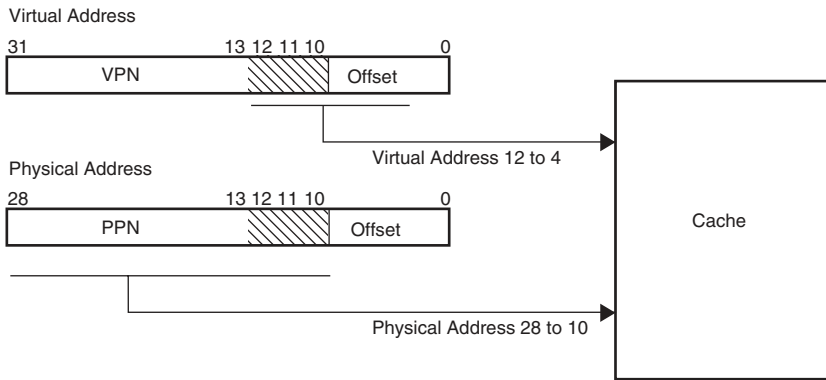 Virtual Address
31 13 12 11 10 0
VPN Offset
Virtual Address 12 to 4
Physical Address
28 13 12 11 10 0
PPN Offset
Cache
Physical Address 28 to 10